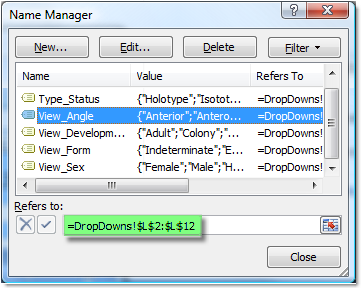 Name Manager
New... Edit... Delete Filter
Name Value Refers To
Type_Status {"Holotype";"Isotot... =DropDowns!
View_Angle {"Anterior";"Antero... =DropDowns!
View_Developm... {"Adult";"Colony";"... =DropDowns!
View_Form {"Indeterminate";"E... =DropDowns!
View_Sex {"Female";"Male";"H... =DropDowns!
Refers to:
=DropDowns!$L$2:$L$12
Close